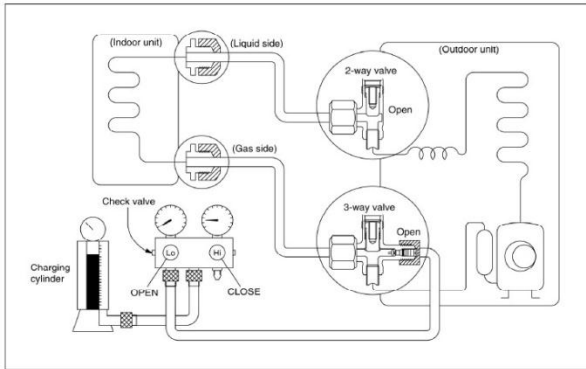 (Indoor unit)
(Liquid side)
(Outdoor unit)
2-way valve
Open
(Gas side)
3-way valve
Open
Check valve
Lo
Hi
Charging
cylinder
OPEN
CLOSE